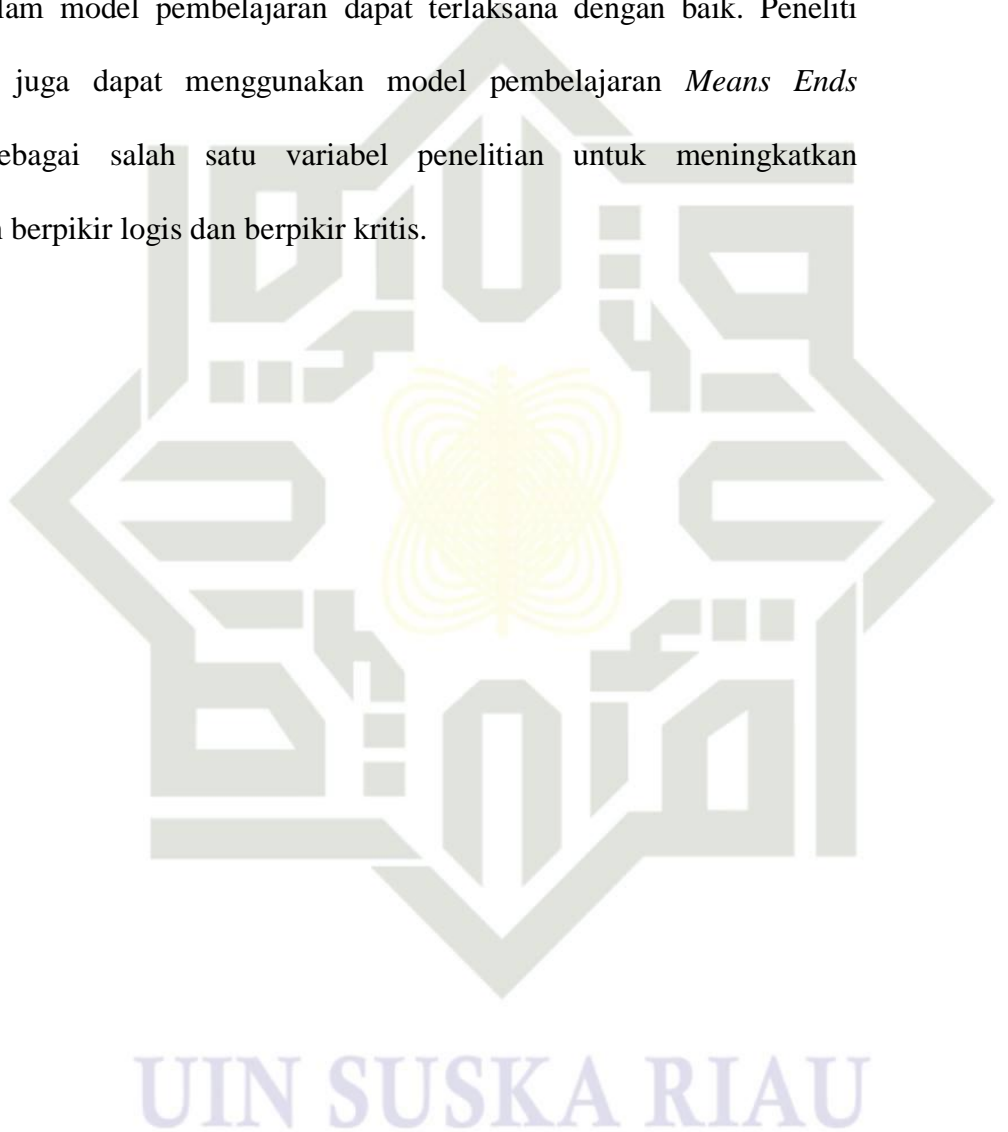 lam model pembelajaran dapat terlaksana dengan baik. Peneliti
juga dapat menggunakan model pembelajaran Means Ends
ebagai salah satu variabel penelitian untuk meningkatkan
berpikir logis dan berpikir kritis.
UIN SUSKA RIAU